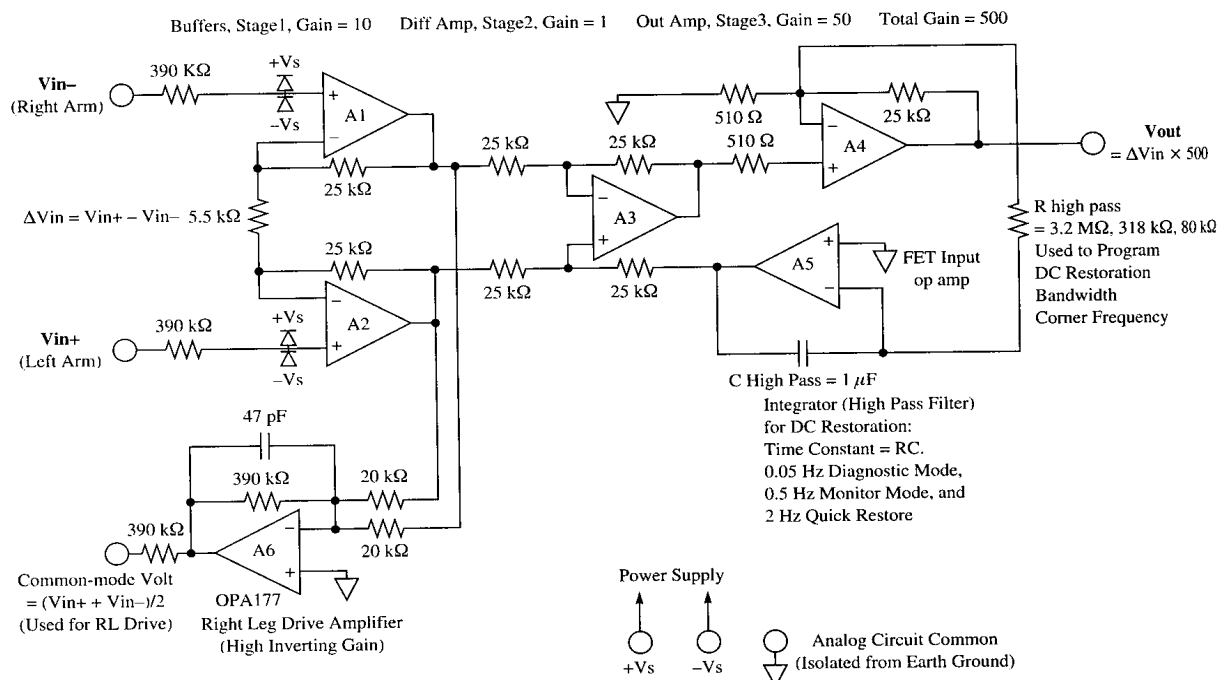 Buffers, Stage1, Gain = 10 Diff Amp, Stage2, Gain = 1 Out Amp, Stage3, Gain = 50 Total Gain = 500
Vin–
(Right Arm)
390 KΩ
+Vs
–Vs
+
–
A1
25 kΩ
ΔVin = Vin+ – Vin– 5.5 kΩ
25 kΩ
–
+
A2
+Vs
–Vs
390 kΩ
Vin+
(Left Arm)
25 kΩ
25 kΩ
–
+
A3
25 kΩ
25 kΩ
510 Ω
510 Ω
25 kΩ
–
+
A4
Vout
= ΔVin × 500
+
–
A5
FET Input
op amp
R high pass
= 3.2 MΩ, 318 kΩ, 80 kΩ
Used to Program
DC Restoration
Bandwidth
Corner Frequency
C High Pass = 1 μF
Integrator (High Pass Filter)
for DC Restoration:
Time Constant = RC.
0.05 Hz Diagnostic Mode,
0.5 Hz Monitor Mode, and
2 Hz Quick Restore
47 pF
390 kΩ
20 kΩ
20 kΩ
390 kΩ
–
+
A6
Common-mode Volt
= (Vin+ + Vin–)/2
(Used for RL Drive)
OPA177
Right Leg Drive Amplifier
(High Inverting Gain)
Power Supply
+Vs
–Vs
Analog Circuit Common
(Isolated from Earth Ground)